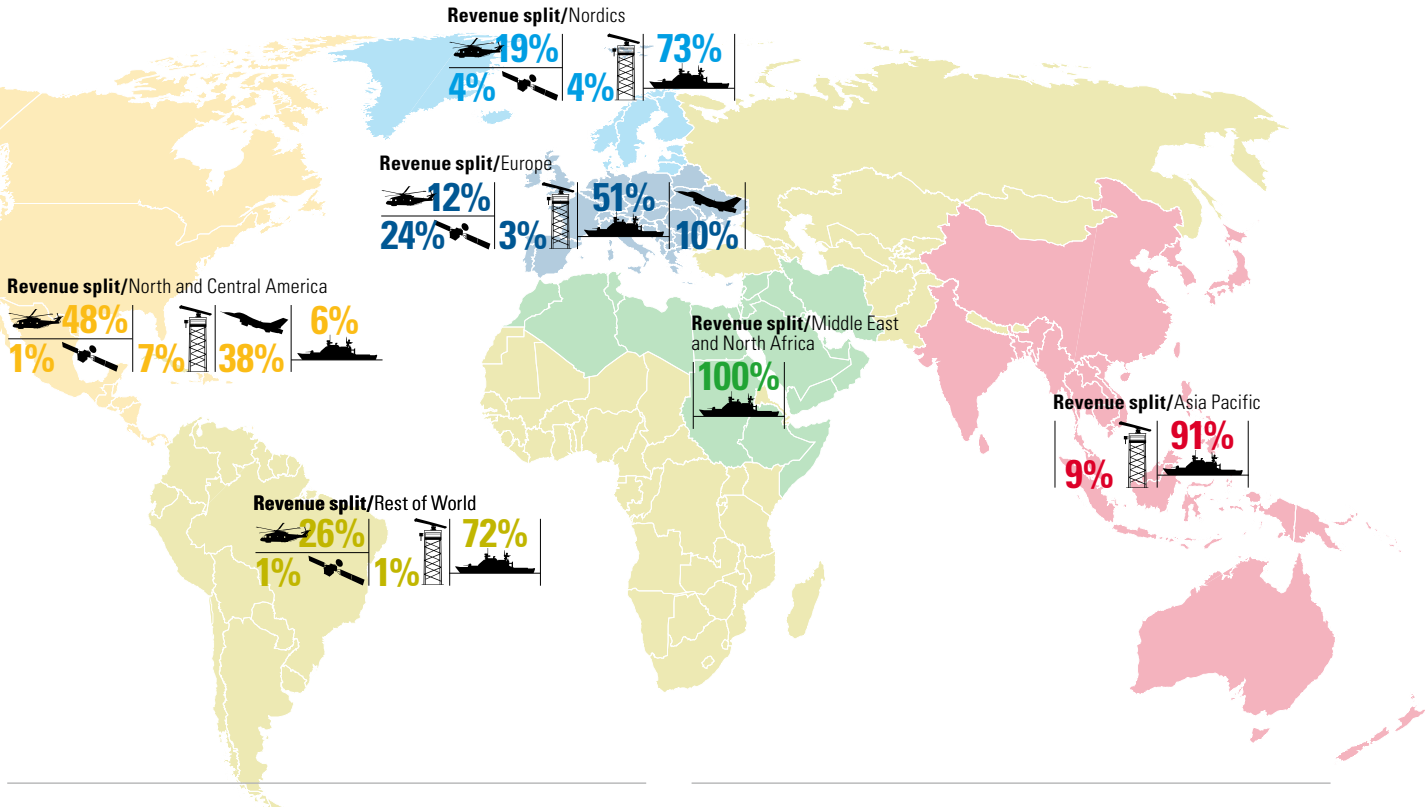 Revenue split/Nordics
19% 73%
4% 4%
Revenue split/Europe
12% 51%
24% 3% 10%
Revenue split/North and Central America
48% 6%
1% 7% 38%
Revenue split/Middle East
and North Africa
100%
Revenue split/Asia Pacific
91%
9%
Revenue split/Rest of World
26% 72%
1% 1%